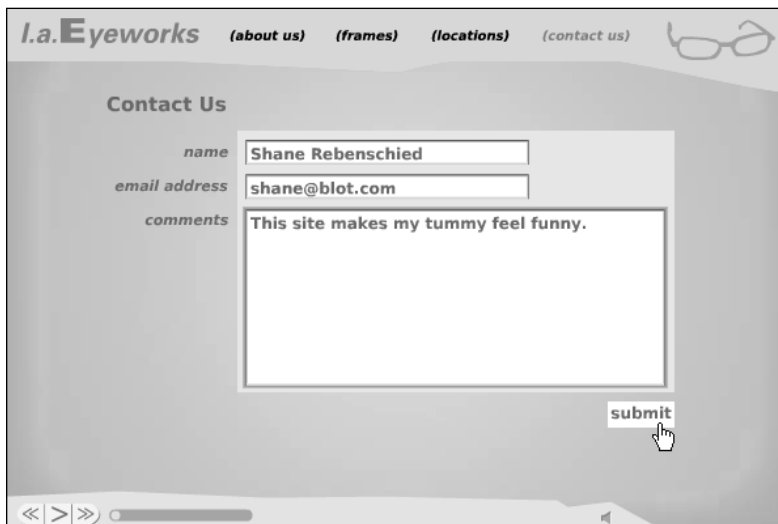 l.a.Eyeworks (about us) (frames) (locations) (contact us)
Contact Us
name Shane Rebenschied
email address shane@blot.com
comments This site makes my tummy feel funny.
submit